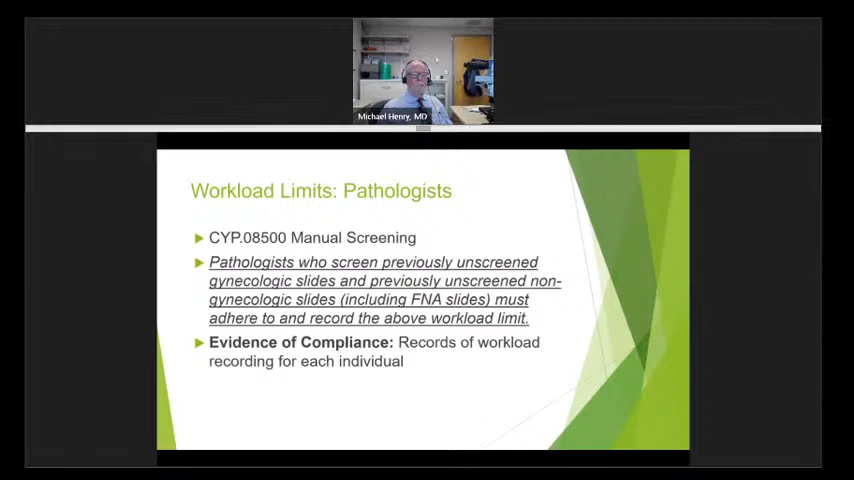 Michael Henry, MD
Workload Limits: Pathologists
CYP.08500 Manual Screening
Pathologists who screen previously unscreened
gynecologic slides and previously unscreened non-
gynecologic slides (including FNA slides) must
adhere to and record the above workload limit.
Evidence of Compliance: Records of workload
recording for each individual